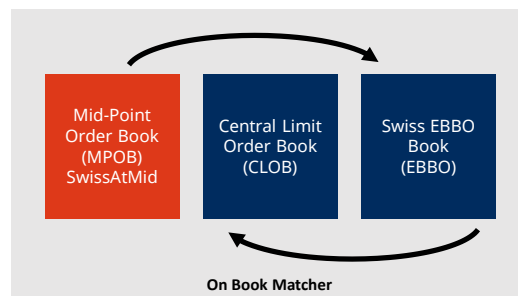 Mid-Point
Order Book
(MPOB)
SwissAtMid
Central Limit
Order Book
(CLOB)
Swiss EBBO
Book
(EBBO)
On Book Matcher